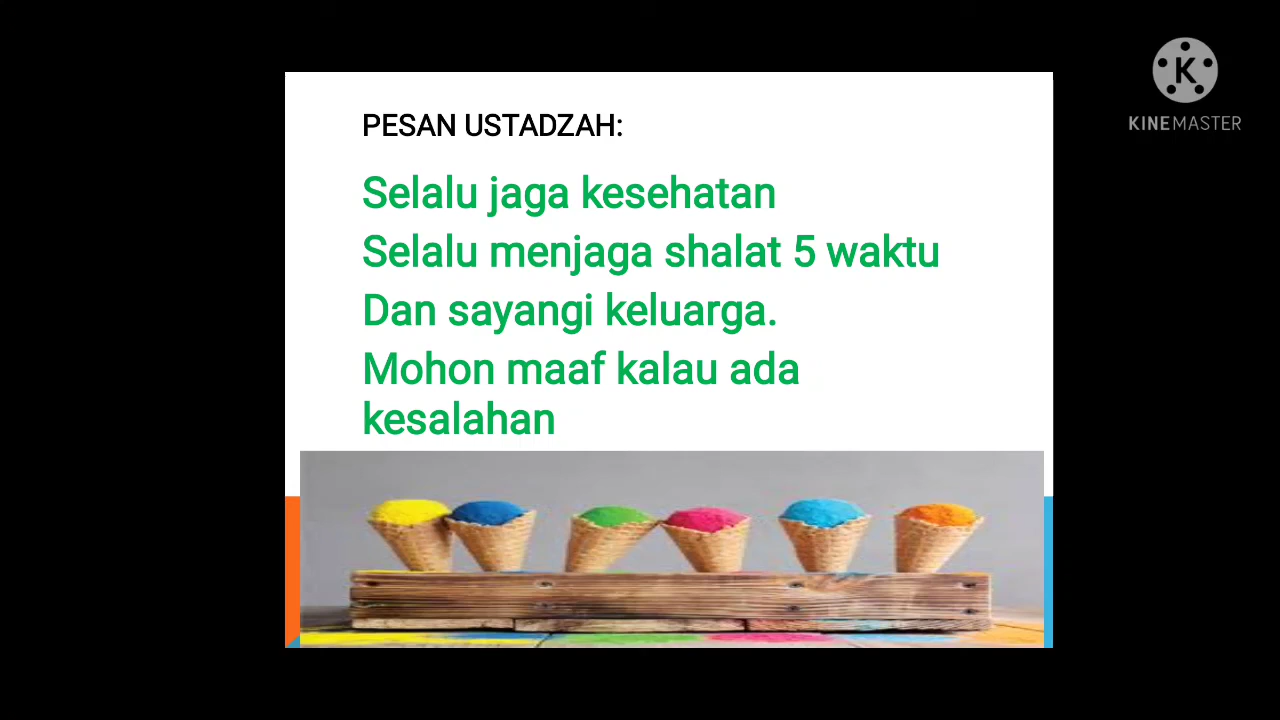 PESAN USTADZAH:
Selalu jaga kesehatan
Selalu menjaga shalat 5 waktu
Dan sayangi keluarga.
Mohon maaf kalau ada
kesalahan
K
KINEMASTER